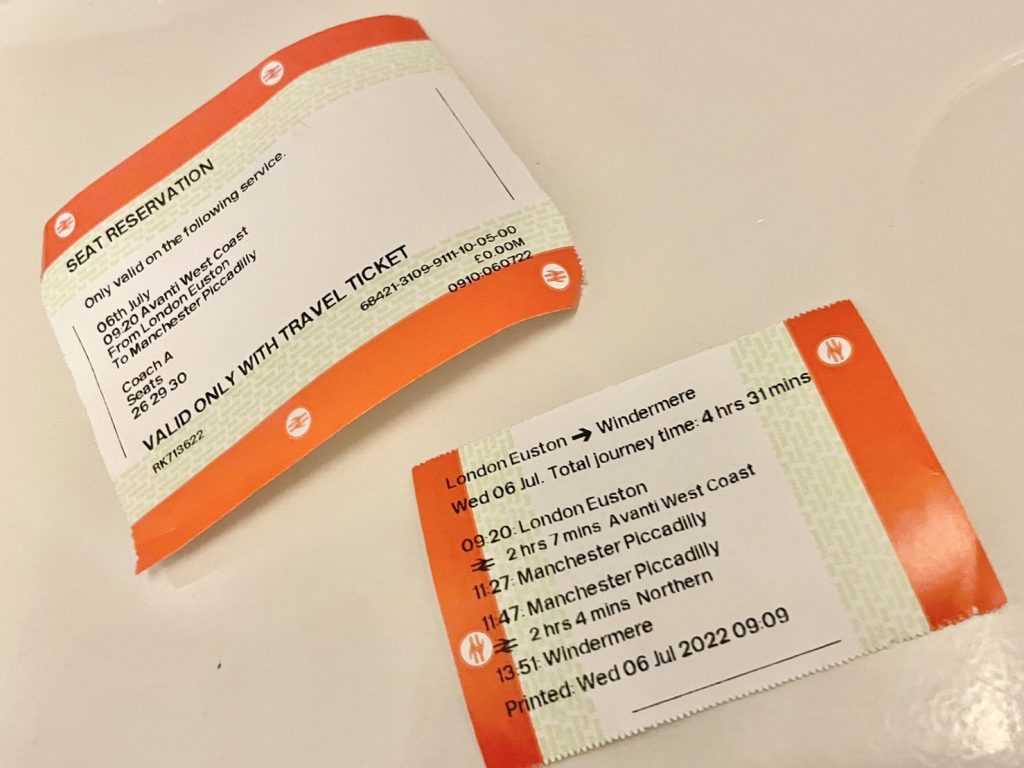 SEAT RESERVATION
Only valid on the following service.
06th July
09:20 Avanti West Coast
From London Euston
To Manchester Piccadilly
Coach A
Seats
26 29 30
VALID ONLY WITH TRAVEL TICKET
68421-3109-9111-10-05-00
£0.00M
RK713622
0910-060722
London Euston → Windermere
Wed 06 Jul. Total journey time: 4 hrs 31 mins
09:20: London Euston
2 hrs 7 mins Avanti West Coast
11:27: Manchester Piccadilly
11:47: Manchester Piccadilly
2 hrs 4 mins Northern
13:51: Windermere
Printed: Wed 06 Jul 2022 09:09